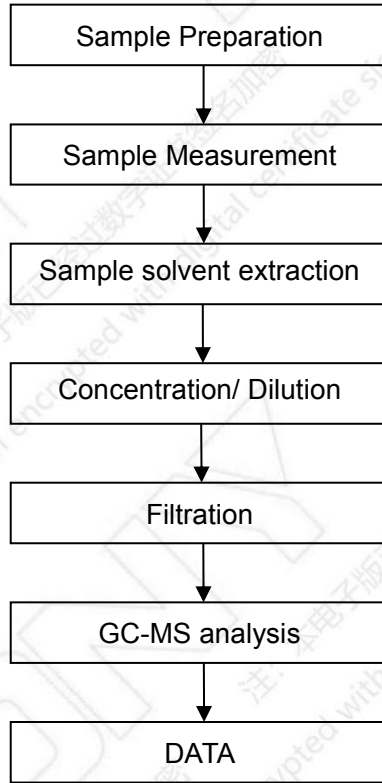 Sample Preparation
Sample Measurement
Sample solvent extraction
Concentration/ Dilution
Filtration
GC-MS analysis
DATA